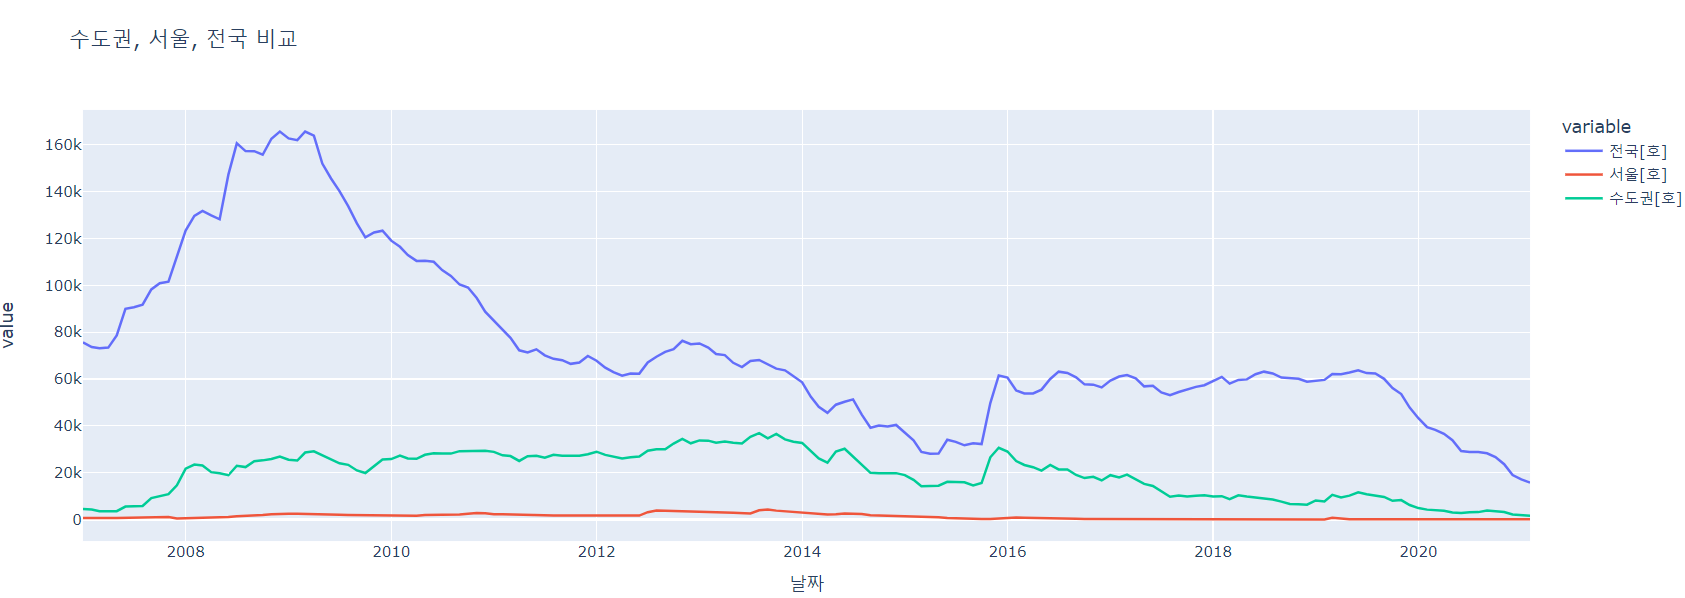 수도권, 서울, 전국 비교
variable
전국[호]
서울[호]
수도권[호]
value
160k
140k
120k
100k
80k
60k
40k
20k
0
2008
2010
2012
2014
2016
2018
2020
날짜